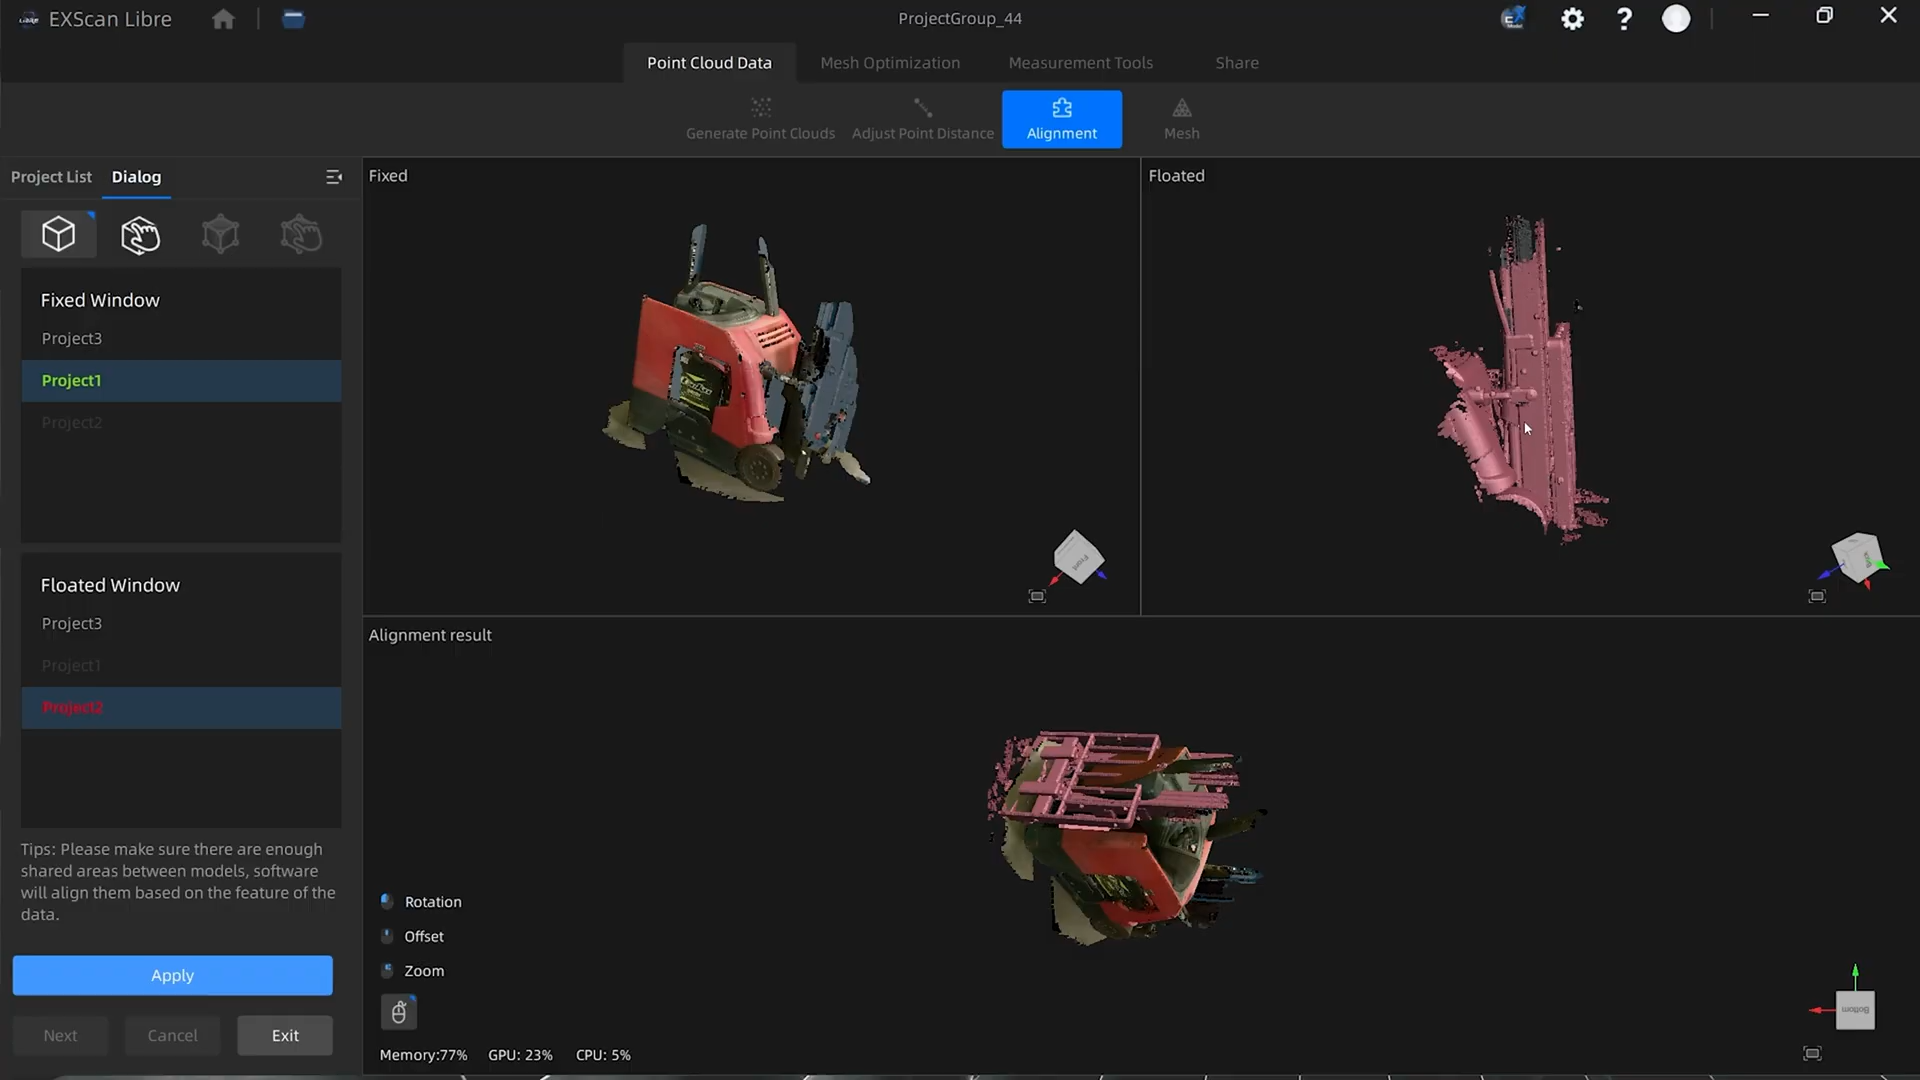 EXScan Libre
ProjectGroup_44
Point Cloud Data
Mesh Optimization
Measurement Tools
Share
Generate Point Clouds
Adjust Point Distance
Alignment
Mesh
Project List
Dialog
Fixed
Floated
Fixed Window
Project3
Project1
Project2
Floated Window
Project3
Project1
Project2
Alignment result
Tips: Please make sure there are enough
shared areas between models, software
will align them based on the feature of the
data.
Rotation
Offset
Zoom
Apply
Next
Cancel
Exit
Memory:77%
GPU: 23%
CPU: 5%
Front
Bottom